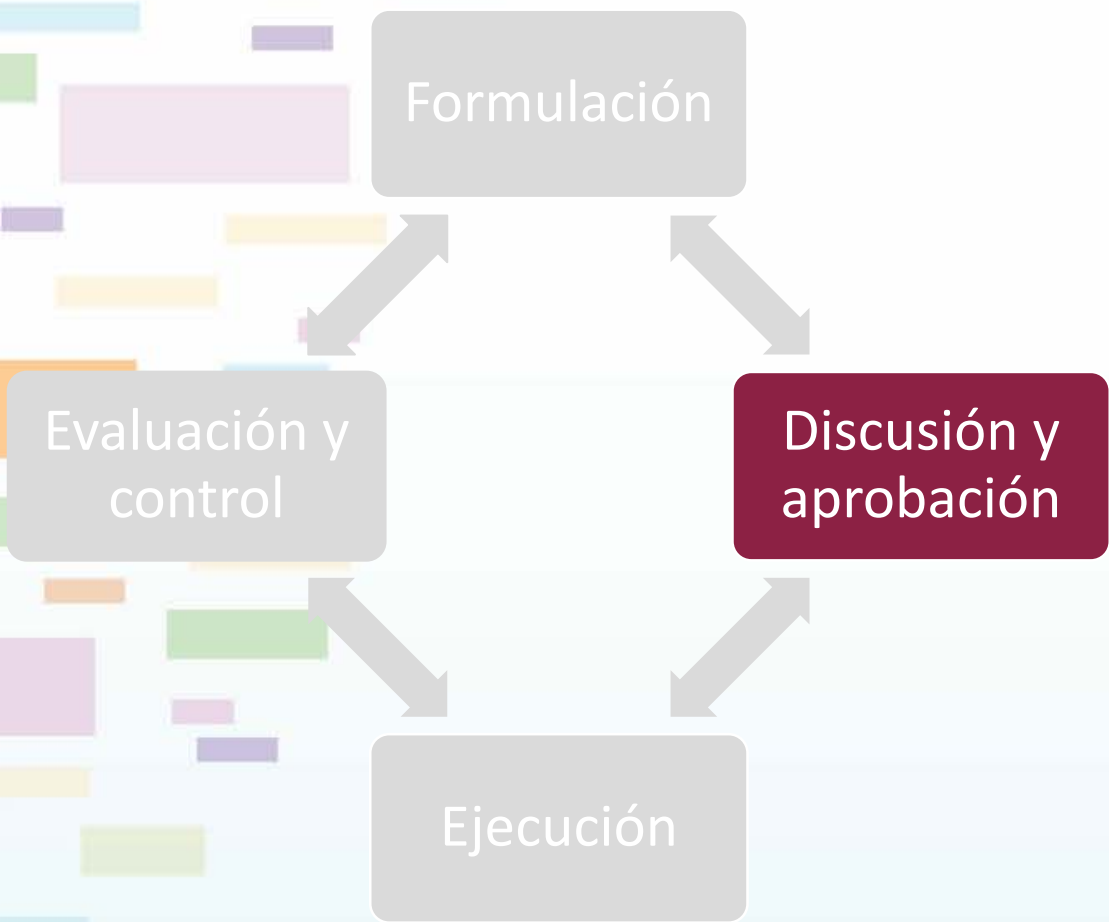 Formulación
Evaluación y
control
Discusión y
aprobación
Ejecución